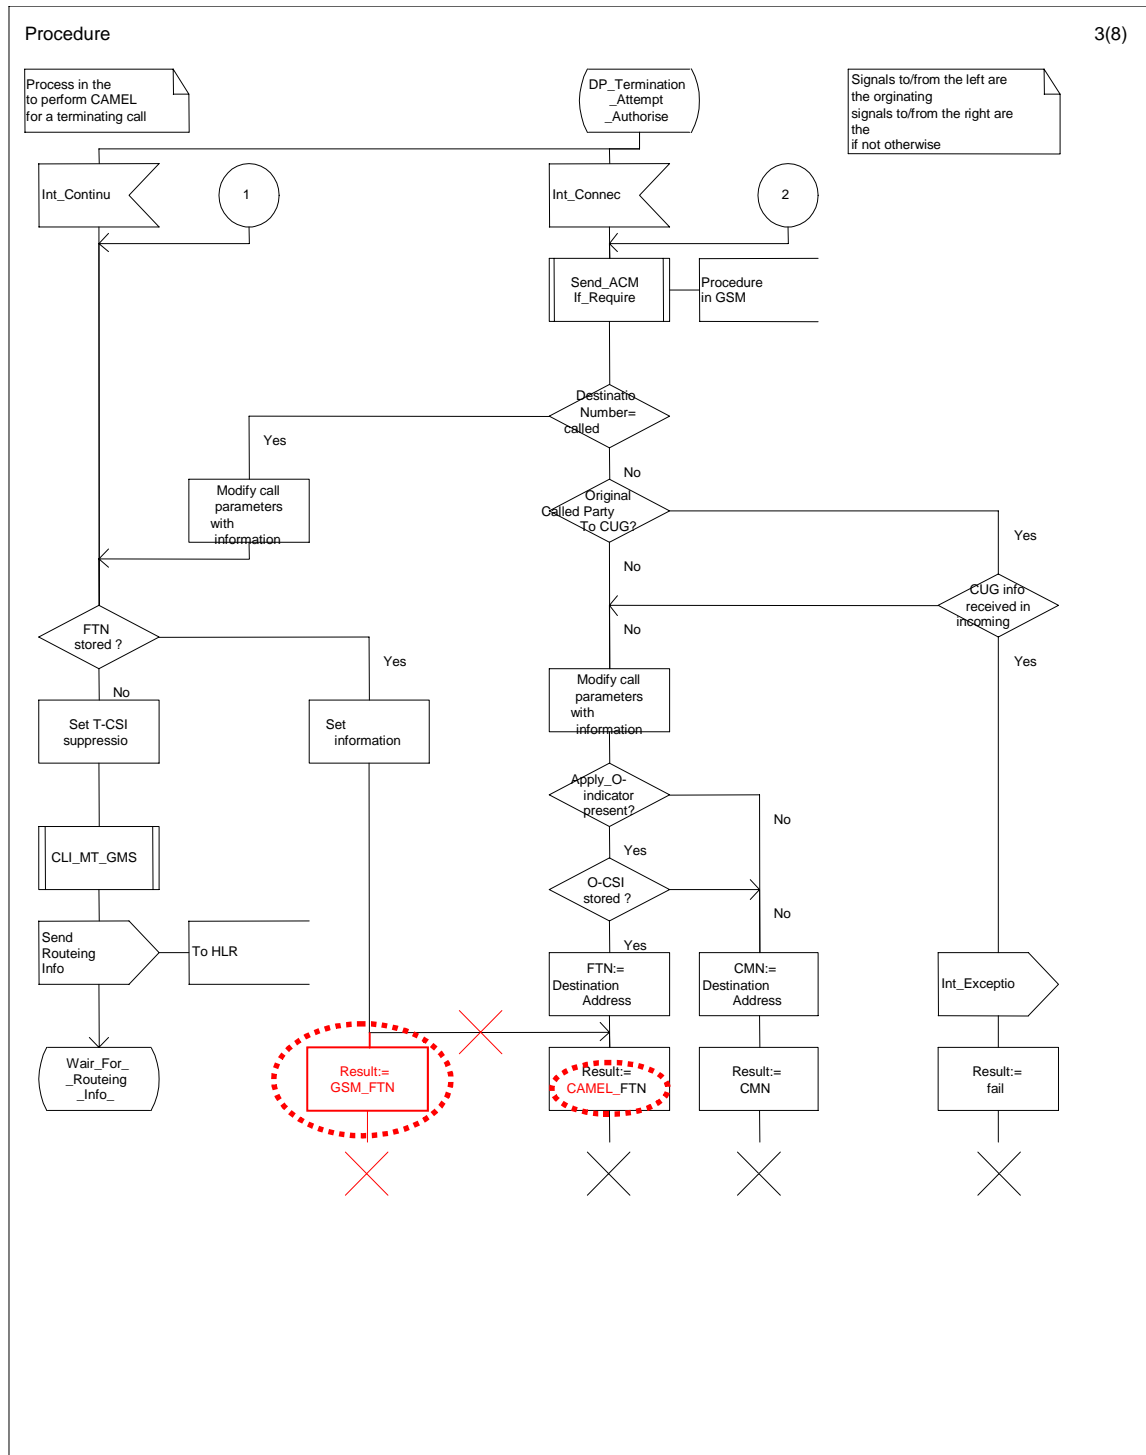 Procedure
3(8)
Process in the
to perform CAMEL
for a terminating call
DP_Termination
_Attempt
_Authorise
Signals to/from the left are
the orginating
signals to/from the right are
the
if not otherwise
Int_Continu
1
Int_Connec
2
Send_ACM
If_Require
Procedure
in GSM
Destinatio
Number=
called
Yes
No
Modify call
parameters
with
information
Original
Called Party
To CUG?
Yes
No
CUG info
received in
incoming
No
Yes
FTN
stored ?
Yes
No
Modify call
parameters
with
information
Set T-CSI
suppressio
Set
information
Apply_O-
indicator
present?
No
Yes
CLI_MT_GMS
O-CSI
stored ?
No
Yes
Send
Routeing
Info
To HLR
FTN:=
Destination
Address
CMN:=
Destination
Address
Int_Exceptio
Wair_For_
_Routeing
_Info_
Result:=
GSM_FTN
Result:=
CAMEL_FTN
Result:=
CMN
Result:=
fail